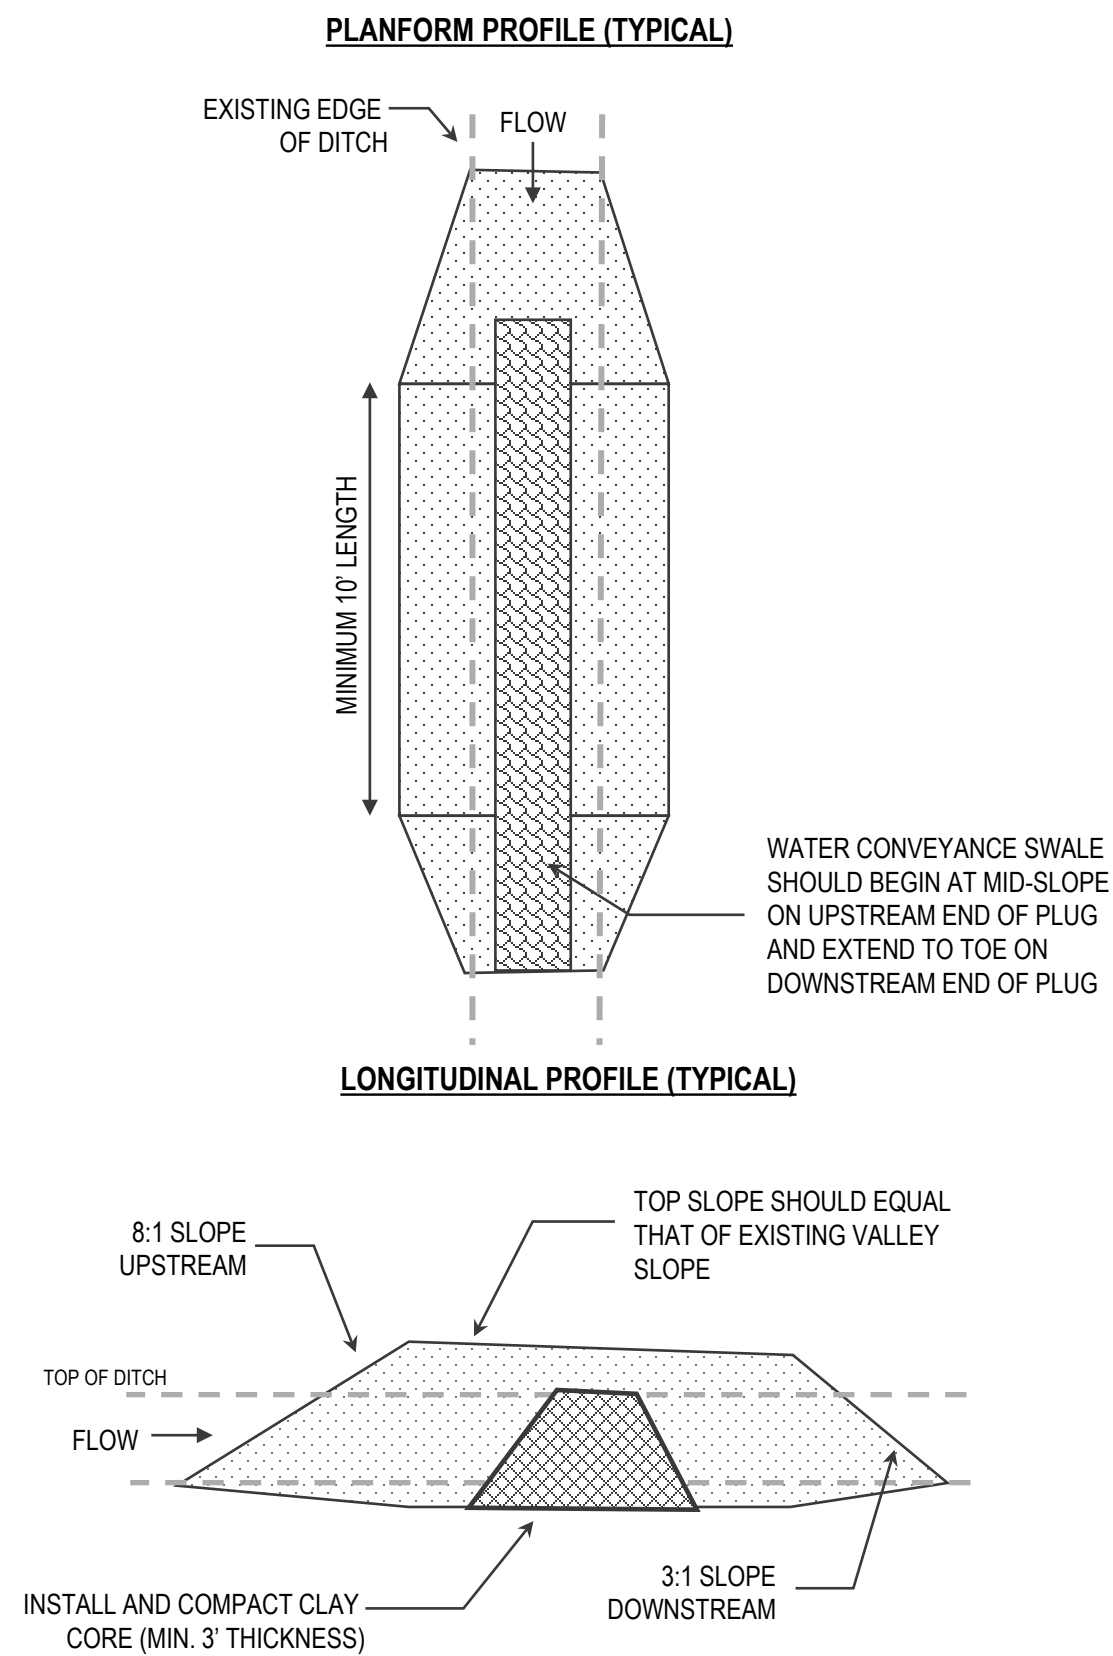 PLANFORM PROFILE (TYPICAL)
EXISTING EDGE
OF DITCH
FLOW
MINIMUM 10' LENGTH
WATER CONVEYANCE SWALE
SHOULD BEGIN AT MID-SLOPE
ON UPSTREAM END OF PLUG
AND EXTEND TO TOE ON
DOWNSTREAM END OF PLUG
LONGITUDINAL PROFILE (TYPICAL)
8:1 SLOPE
UPSTREAM
TOP SLOPE SHOULD EQUAL
THAT OF EXISTING VALLEY
SLOPE
TOP OF DITCH
FLOW
3:1 SLOPE
DOWNSTREAM
INSTALL AND COMPACT CLAY
CORE (MIN. 3' THICKNESS)